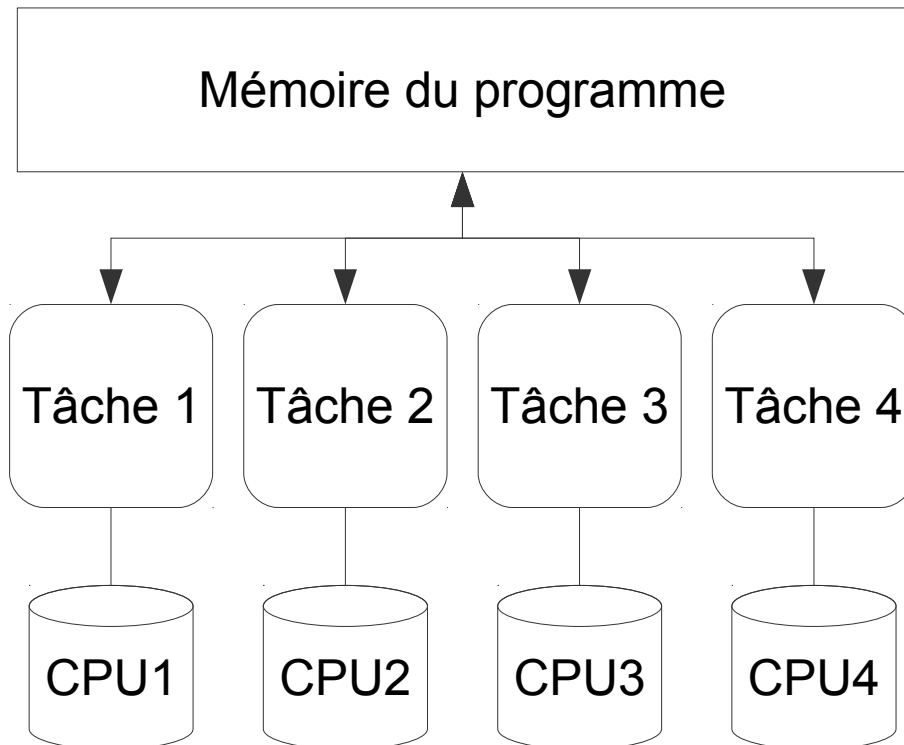 Mémoire du programme
Tâche 1
Tâche 2
Tâche 3
Tâche 4
CPU1
CPU2
CPU3
CPU4